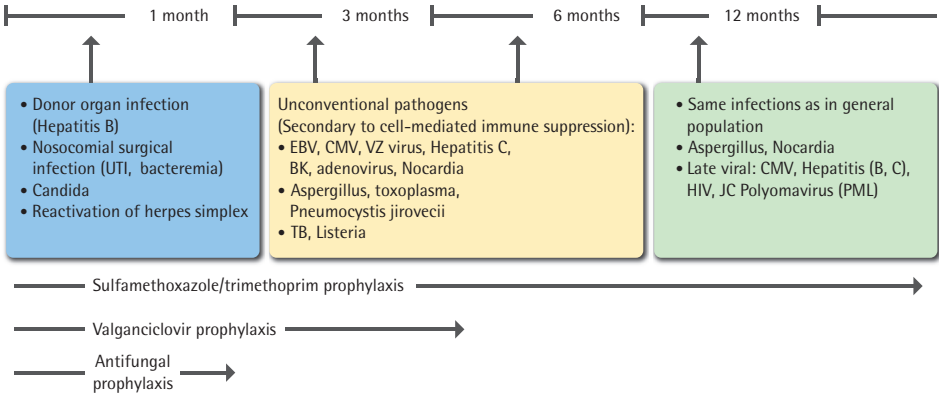 1 month 3 months 6 months 12 months
• Donor organ infection
(Hepatitis B)
• Nosocomial surgical
infection (UTI, bacteremia)
• Candida
• Reactivation of herpes simplex
Unconventional pathogens
(Secondary to cell-mediated immune suppression):
• EBV, CMV, VZ virus, Hepatitis C,
BK, adenovirus, Nocardia
• Aspergillus, toxoplasma,
Pneumocystis jirovecii
• TB, Listeria
• Same infections as in general
population
• Aspergillus, Nocardia
• Late viral: CMV, Hepatitis (B, C),
HIV, JC Polyomavirus (PML)
Sulfamethoxazole/trimethoprim prophylaxis
Valganciclovir prophylaxis
Antifungal
prophylaxis